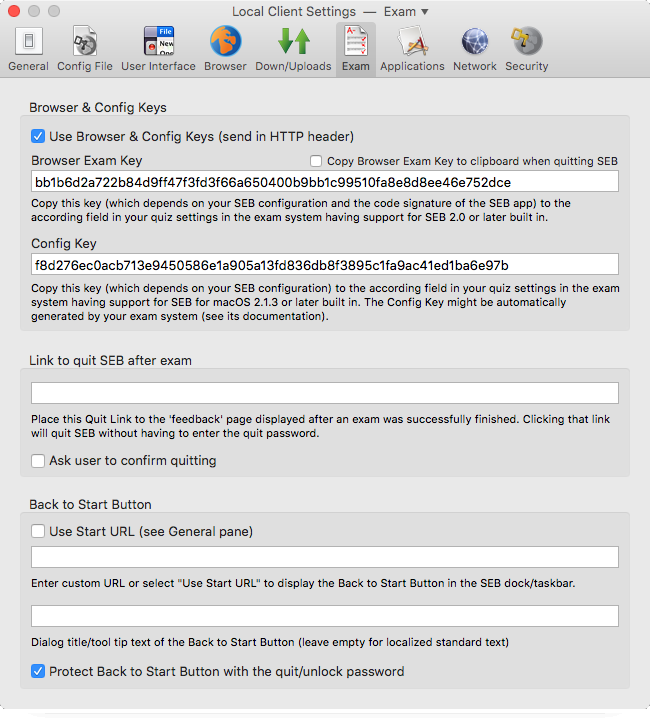 Local Client Settings — Exam ▾
General Config File User Interface Browser Down/Uploads Exam Applications Network Security
File
New
One
Browser & Config Keys
Use Browser & Config Keys (send in HTTP header)
Browser Exam Key
Copy Browser Exam Key to clipboard when quitting SEB
bb1b6d2a722b84d9ff47f3fd3f66a650400b9bb1c99510fa8e8d8ee46e752dce
Copy this key (which depends on your SEB configuration and the code signature of the SEB app) to the
according field in your quiz settings in the exam system having support for SEB 2.0 or later built in.
Config Key
f8d276ec0acb713e9450586e1a905a13fd836db8f3895c1fa9ac41ed1ba6e97b
Copy this key (which depends on your SEB configuration) to the according field in your quiz settings in the exam
system having support for SEB for macOS 2.1.3 or later built in. The Config Key might be automatically
generated by your exam system (see its documentation).
Link to quit SEB after exam
Place this Quit Link to the 'feedback' page displayed after an exam was successfully finished. Clicking that link
will quit SEB without having to enter the quit password.
Ask user to confirm quitting
Back to Start Button
Use Start URL (see General pane)
Enter custom URL or select "Use Start URL" to display the Back to Start Button in the SEB dock/taskbar.
Dialog title/tool tip text of the Back to Start Button (leave empty for localized standard text)
Protect Back to Start Button with the quit/unlock password